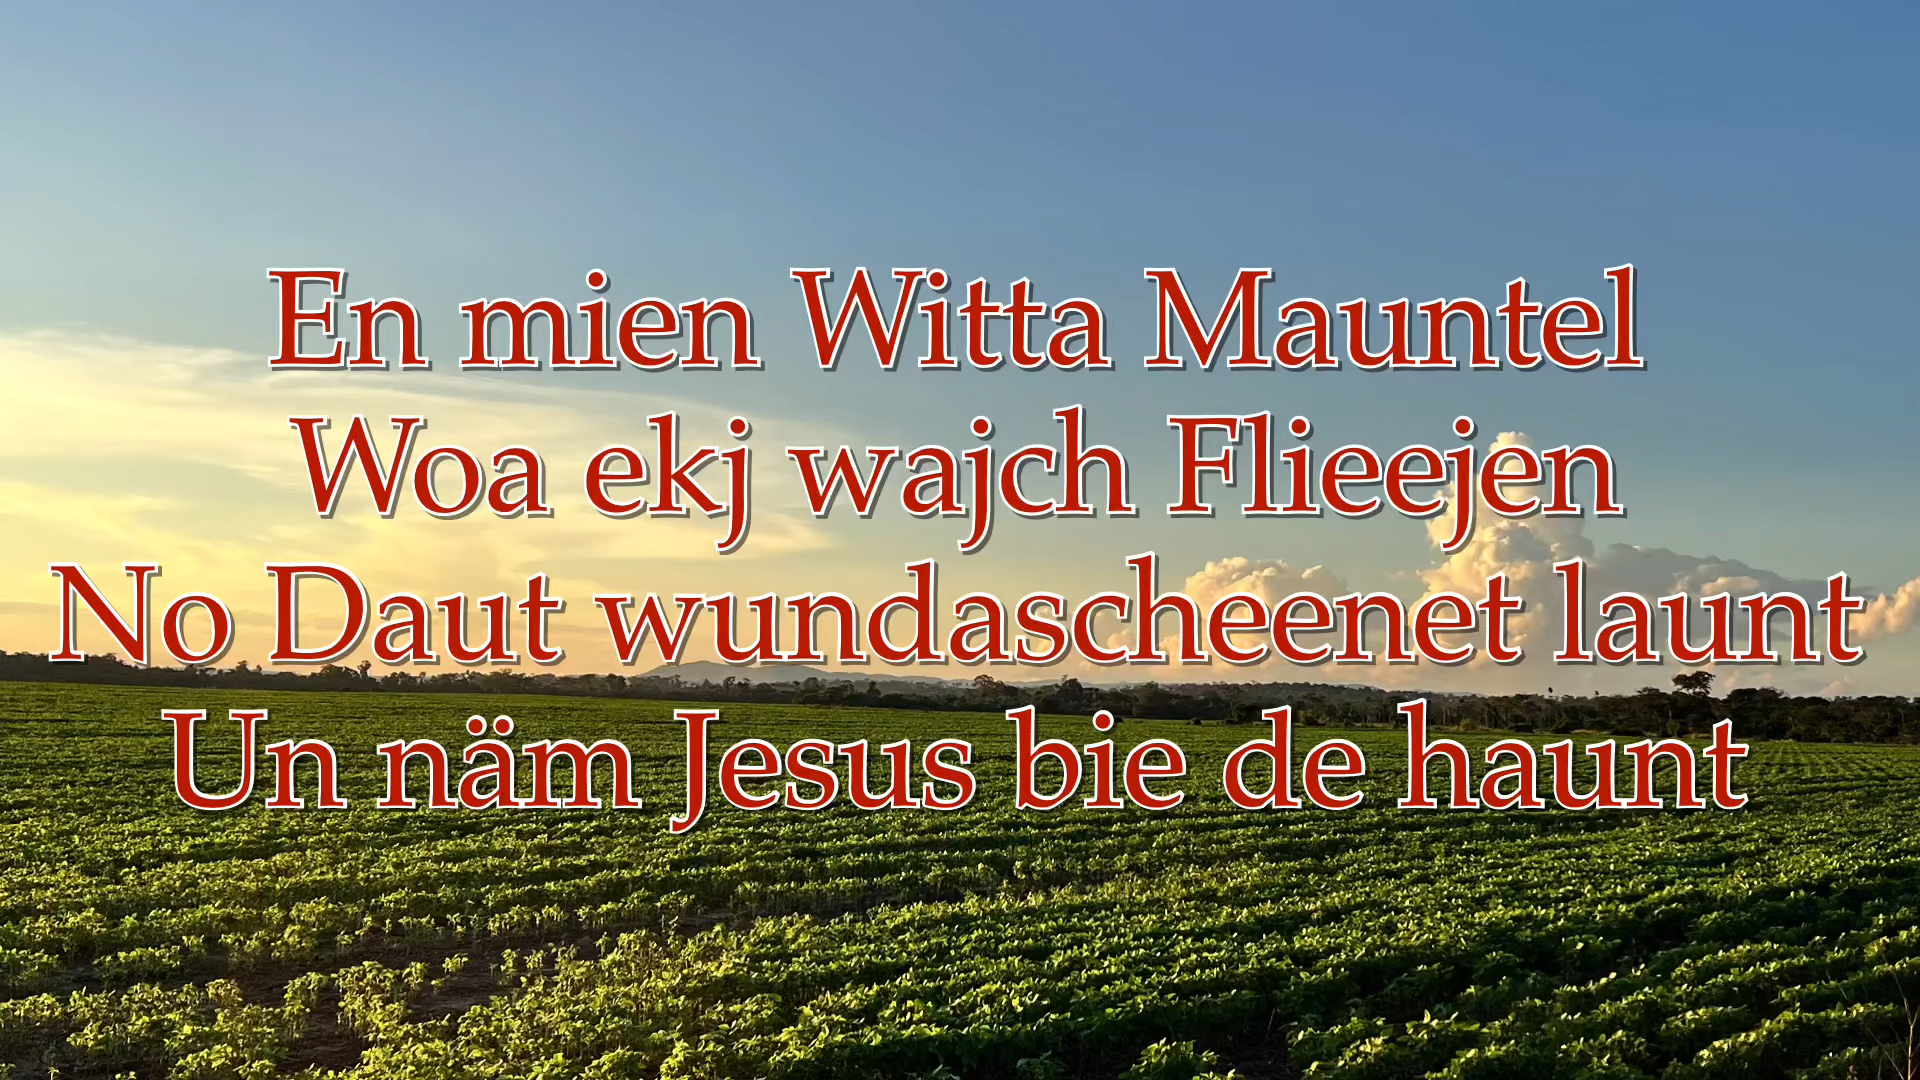 En mien Witta Mauntel
Woa ekj wajch Flieejen
No Daut wundascheenet launt
Un näm Jesus bie de haunt